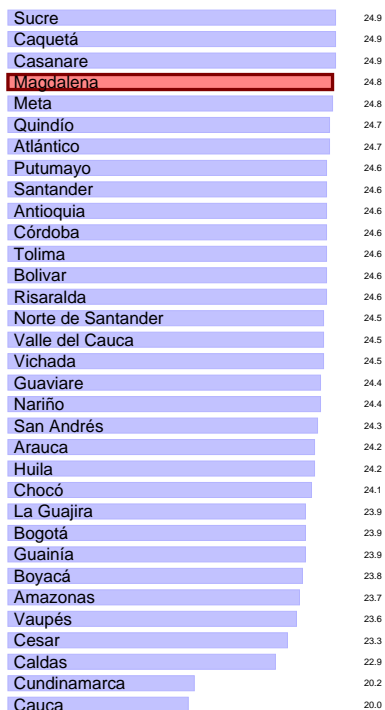 Sucre 24.9
Caquetá 24.9
Casanare 24.9
Magdalena 24.8
Meta 24.8
Quindío 24.7
Atlántico 24.7
Putumayo 24.6
Santander 24.6
Antioquia 24.6
Córdoba 24.6
Tolima 24.6
Bolivar 24.6
Risaralda 24.6
Norte de Santander 24.5
Valle del Cauca 24.5
Vichada 24.5
Guaviare 24.4
Nariño 24.4
San Andrés 24.3
Arauca 24.2
Huila 24.2
Chocó 24.1
La Guajira 23.9
Bogotá 23.9
Guainía 23.9
Boyacá 23.8
Amazonas 23.7
Vaupés 23.6
Cesar 23.3
Caldas 22.9
Cundinamarca 20.2
Cauca 20.0